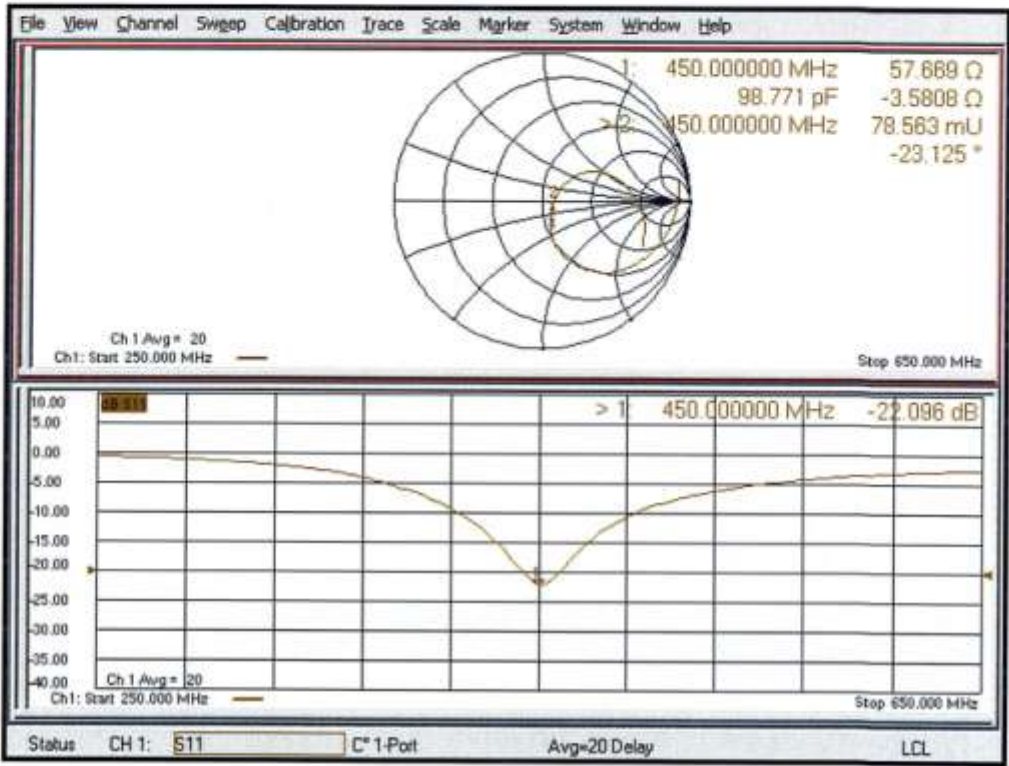 File View Channel Sweep Calibration Trace Scale Marker System Window Help
1: 450.000000 MHz 57.669 Ω
98.771 pF -3.5808 Ω
> 2: 450.000000 MHz 78.563 mU
-23.125 °
2
Ch 1 Avg = 20
Ch1: Start 250.000 MHz Stop 650.000 MHz
10.00
dB S11
> 1: 450.000000 MHz -22.096 dB
5.00
0.00
-5.00
-10.00
-15.00
-20.00
1
-25.00
-30.00
-35.00
-40.00
Ch 1 Avg = 20
Ch1: Start 250.000 MHz Stop 650.000 MHz
Status CH 1: S11 C* 1-Port Avg=20 Delay LCL